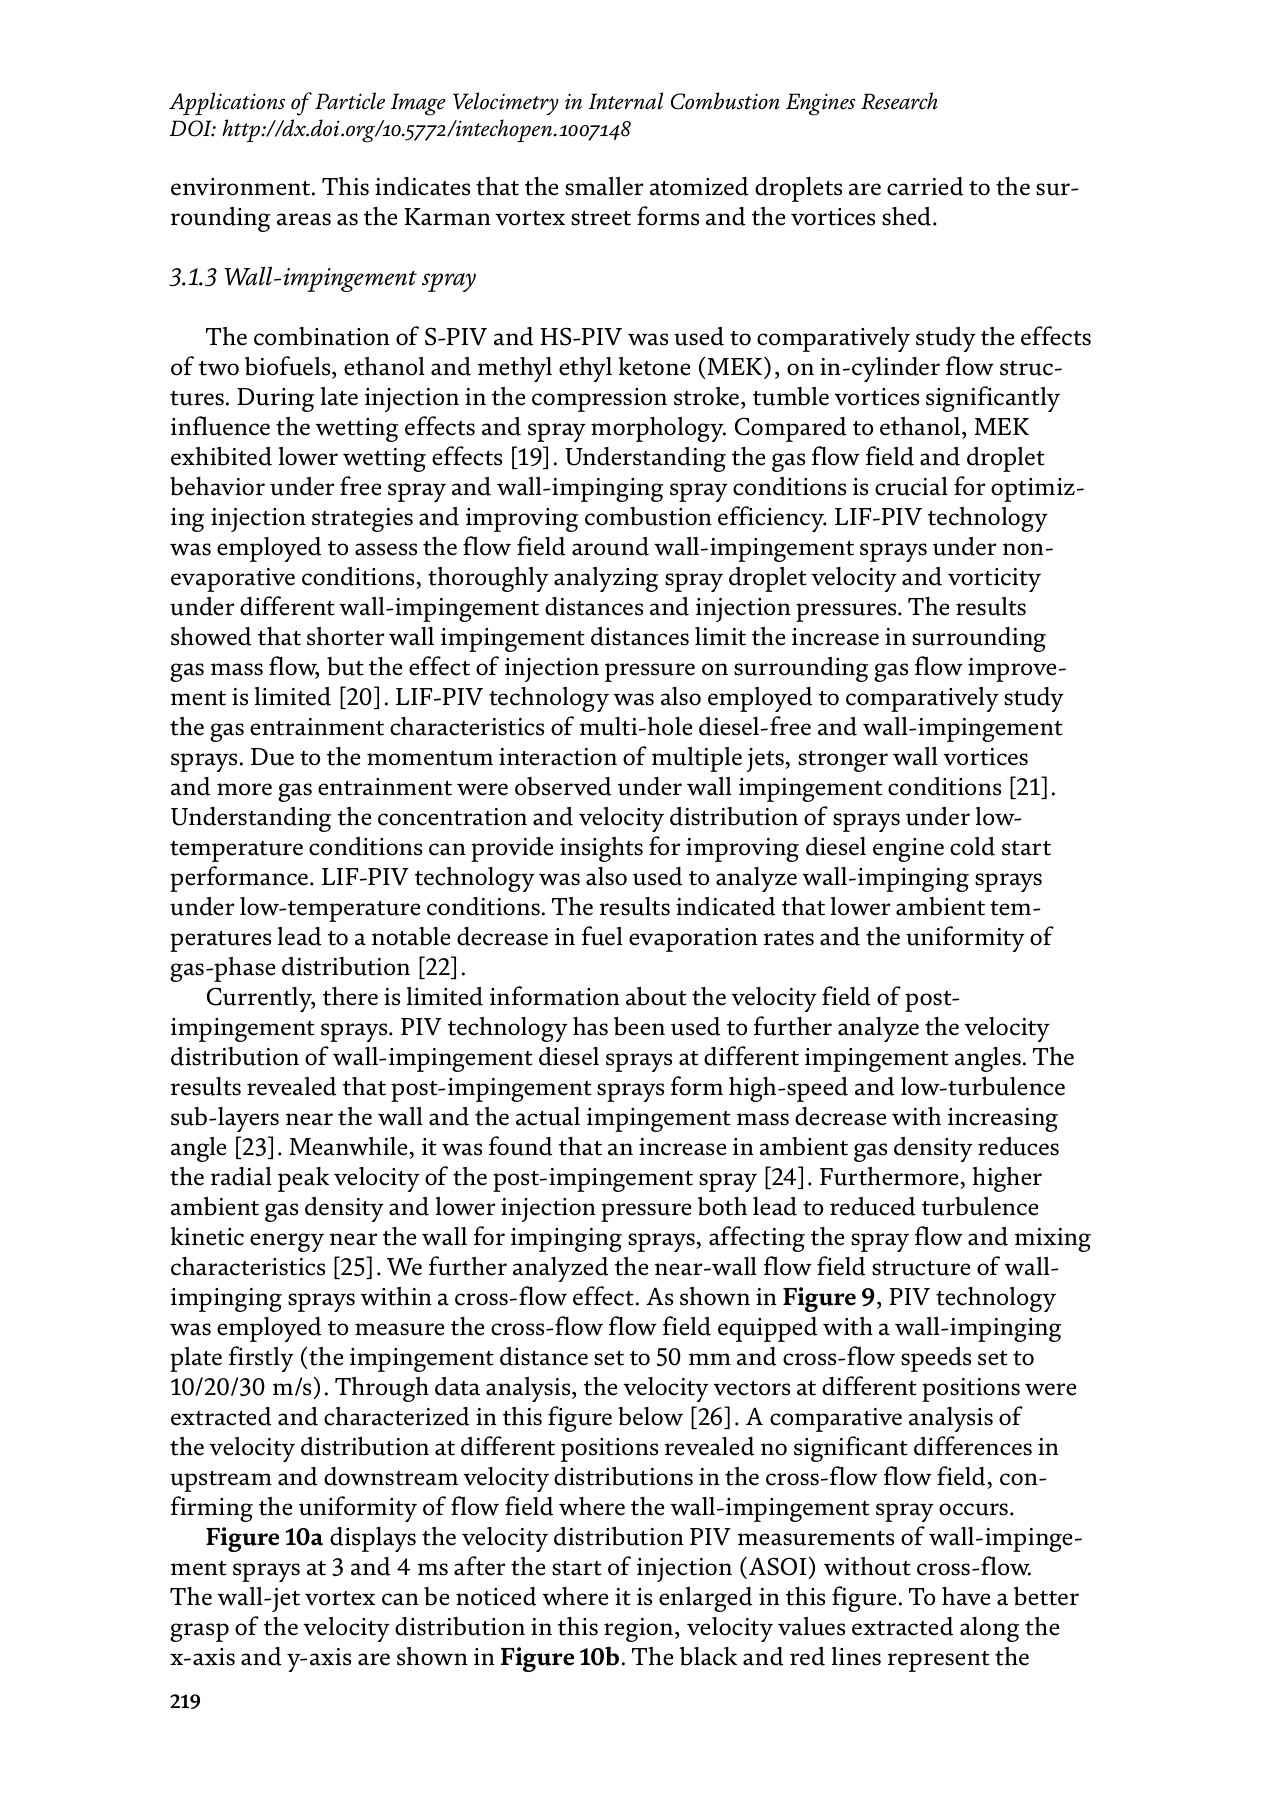 Applications of Particle Image Velocimetry in Internal Combustion Engines Research
DOI: http://dx.doi.org/10.5772/intechopen.1007148
environment. This indicates that the smaller atomized droplets are carried to the sur-
rounding areas as the Karman vortex street forms and the vortices shed.
3.1.3 Wall-impingement spray
The combination of S-PIV and HS-PIV was used to comparatively study the effects
of two biofuels, ethanol and methyl ethyl ketone (MEK), on in-cylinder flow struc-
tures. During late injection in the compression stroke, tumble vortices significantly
influence the wetting effects and spray morphology. Compared to ethanol, MEK
exhibited lower wetting effects [19]. Understanding the gas flow field and droplet
behavior under free spray and wall-impinging spray conditions is crucial for optimiz-
ing injection strategies and improving combustion efficiency. LIF-PIV technology
was employed to assess the flow field around wall-impingement sprays under non-
evaporative conditions, thoroughly analyzing spray droplet velocity and vorticity
under different wall-impingement distances and injection pressures. The results
showed that shorter wall impingement distances limit the increase in surrounding
gas mass flow, but the effect of injection pressure on surrounding gas flow improve-
ment is limited [20]. LIF-PIV technology was also employed to comparatively study
the gas entrainment characteristics of multi-hole diesel-free and wall-impingement
sprays. Due to the momentum interaction of multiple jets, stronger wall vortices
and more gas entrainment were observed under wall impingement conditions [21].
Understanding the concentration and velocity distribution of sprays under low-
temperature conditions can provide insights for improving diesel engine cold start
performance. LIF-PIV technology was also used to analyze wall-impinging sprays
under low-temperature conditions. The results indicated that lower ambient tem-
peratures lead to a notable decrease in fuel evaporation rates and the uniformity of
gas-phase distribution [22].
Currently, there is limited information about the velocity field of post-
impingement sprays. PIV technology has been used to further analyze the velocity
distribution of wall-impingement diesel sprays at different impingement angles. The
results revealed that post-impingement sprays form high-speed and low-turbulence
sub-layers near the wall and the actual impingement mass decrease with increasing
angle [23]. Meanwhile, it was found that an increase in ambient gas density reduces
the radial peak velocity of the post-impingement spray [24]. Furthermore, higher
ambient gas density and lower injection pressure both lead to reduced turbulence
kinetic energy near the wall for impinging sprays, affecting the spray flow and mixing
characteristics [25]. We further analyzed the near-wall flow field structure of wall-
impinging sprays within a cross-flow effect. As shown in Figure 9, PIV technology
was employed to measure the cross-flow flow field equipped with a wall-impinging
plate firstly (the impingement distance set to 50 mm and cross-flow speeds set to
10/20/30 m/s). Through data analysis, the velocity vectors at different positions were
extracted and characterized in this figure below [26]. A comparative analysis of
the velocity distribution at different positions revealed no significant differences in
upstream and downstream velocity distributions in the cross-flow flow field, con-
firming the uniformity of flow field where the wall-impingement spray occurs.
Figure 10a displays the velocity distribution PIV measurements of wall-impinge-
ment sprays at 3 and 4 ms after the start of injection (ASOI) without cross-flow.
The wall-jet vortex can be noticed where it is enlarged in this figure. To have a better
grasp of the velocity distribution in this region, velocity values extracted along the
x-axis and y-axis are shown in Figure 10b. The black and red lines represent the
219